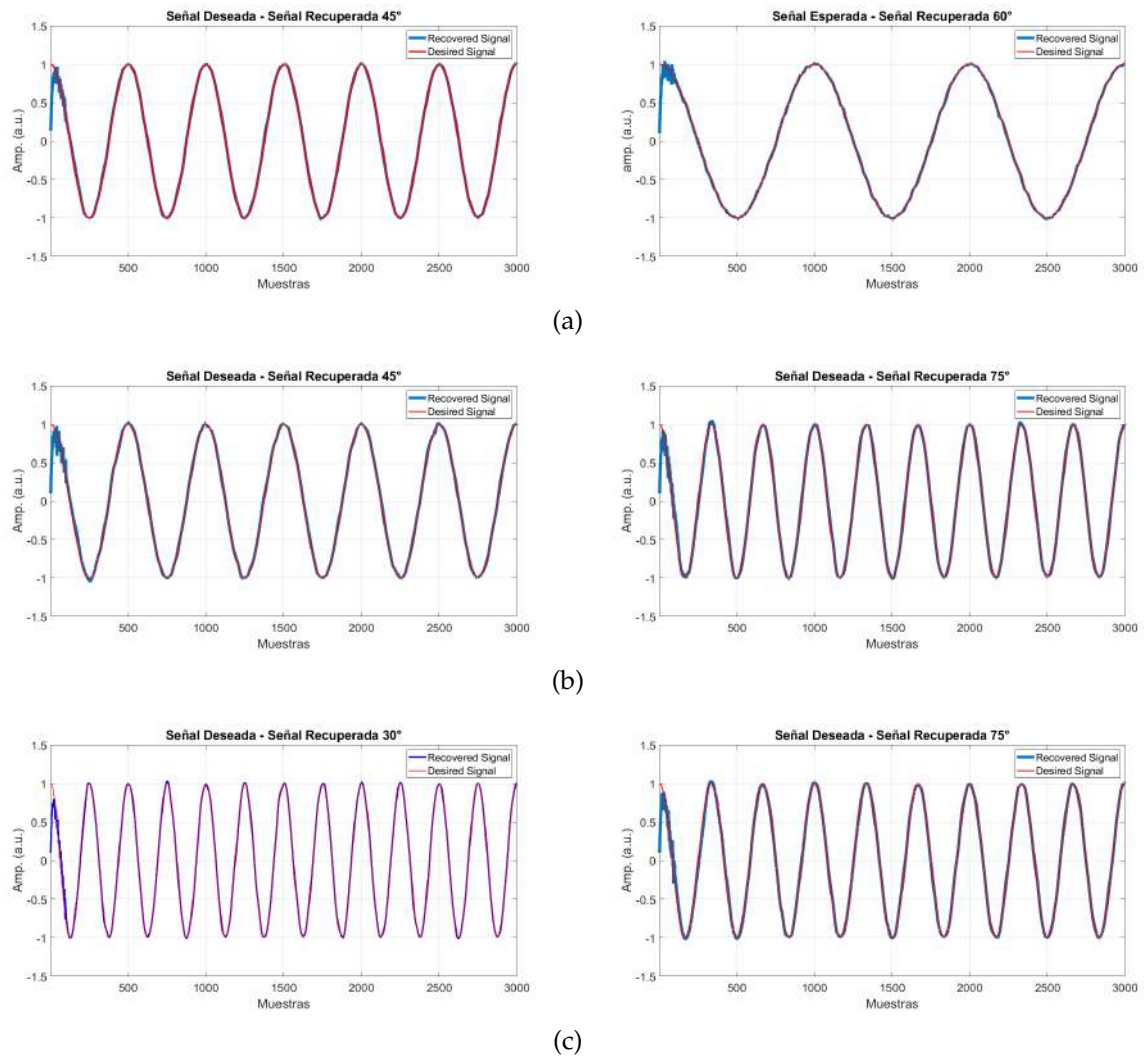 Señal Deseada - Señal Recuperada 45°
1.5
1
0.5
0
-0.5
-1
-1.5
Amp. (a.u.)
Recovered Signal
Desired Signal
500 1000 1500 2000 2500 3000
Muestras
Señal Esperada - Señal Recuperada 60°
1.5
1
0.5
0
-0.5
-1
-1.5
amp. (a.u.)
Recovered Signal
Desired Signal
500 1000 1500 2000 2500 3000
Muestras
(a)
Señal Deseada - Señal Recuperada 45°
1.5
1
0.5
0
-0.5
-1
-1.5
Amp. (a.u.)
Recovered Signal
Desired Signal
500 1000 1500 2000 2500 3000
Muestras
Señal Deseada - Señal Recuperada 75°
1.5
1
0.5
0
-0.5
-1
-1.5
Amp. (a.u.)
Recovered Signal
Desired Signal
500 1000 1500 2000 2500 3000
Muestras
(b)
Señal Deseada - Señal Recuperada 30°
1.5
1
0.5
0
-0.5
-1
-1.5
Amp. (a.u.)
Recovered Signal
Desired Signal
500 1000 1500 2000 2500 3000
Muestras
Señal Deseada - Señal Recuperada 75°
1.5
1
0.5
0
-0.5
-1
-1.5
Amp. (a.u.)
Recovered Signal
Desired Signal
500 1000 1500 2000 2500 3000
Muestras
(c)